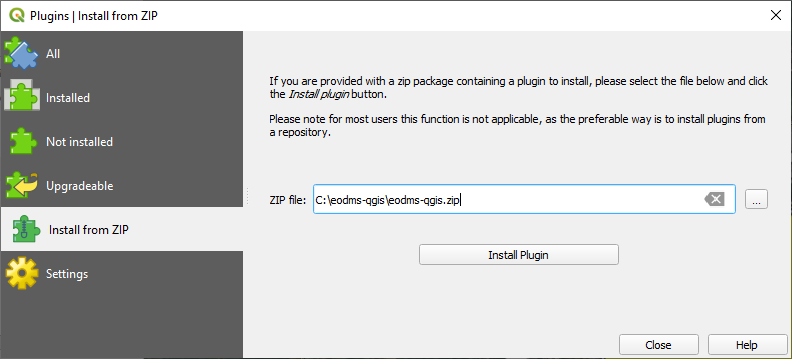 Plugins | Install from ZIP
All
Installed
Not installed
Upgradeable
Install from ZIP
Settings
If you are provided with a zip package containing a plugin to install, please select the file below and click
the Install plugin button.
Please note for most users this function is not applicable, as the preferable way is to install plugins from
a repository.
ZIP file: C:\eodms-qgis\eodms-qgis.zip ...
Install Plugin
Close Help